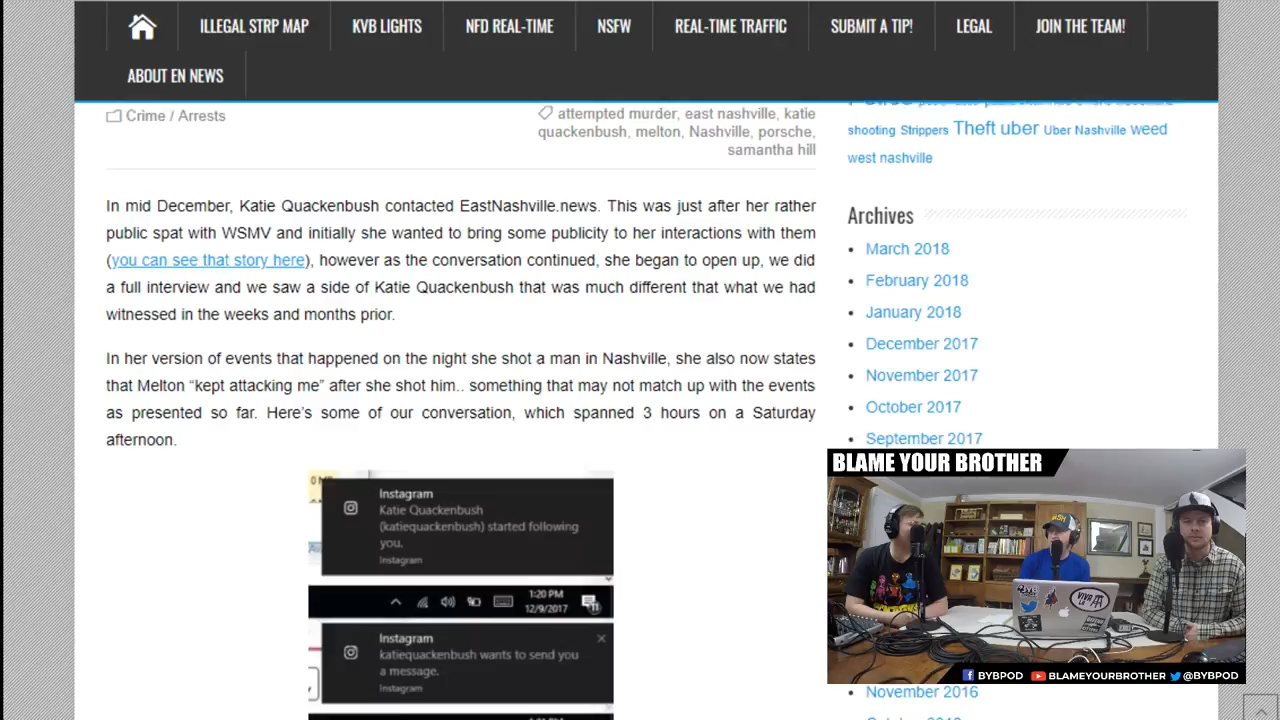 ILLEGAL STRP MAP
KVB LIGHTS
NFD REAL-TIME
NSFW
REAL-TIME TRAFFIC
SUBMIT A TIP!
LEGAL
JOIN THE TEAM!
ABOUT EN NEWS
Crime / Arrests
attempted murder, east nashville, katie
quackenbush, melton, Nashville, porsche,
samantha hill
In mid December, Katie Quackenbush contacted EastNashville.news. This was just after her rather
public spat with WSMV and initially she wanted to bring some publicity to her interactions with them
(you can see that story here), however as the conversation continued, she began to open up, we did
a full interview and we saw a side of Katie Quackenbush that was much different that what we had
witnessed in the weeks and months prior.
In her version of events that happened on the night she shot a man in Nashville, she also now states
that Melton “kept attacking me” after she shot him.. something that may not match up with the events
as presented so far. Here’s some of our conversation, which spanned 3 hours on a Saturday
afternoon.
Instagram
Katie Quackenbush
(katiequackenbush) started following
you.
Instagram
1:20 PM
12/9/2017
Instagram
katiequackenbush wants to send you
a message.
Instagram
shooting Strippers Theft uber Uber Nashville Weed
west nashville
Archives
March 2018
February 2018
January 2018
December 2017
November 2017
October 2017
September 2017
BLAME YOUR BROTHER
VIVA
BYBPOD
BLAMEYOURBROTHER
@BYBPOD
November 2016